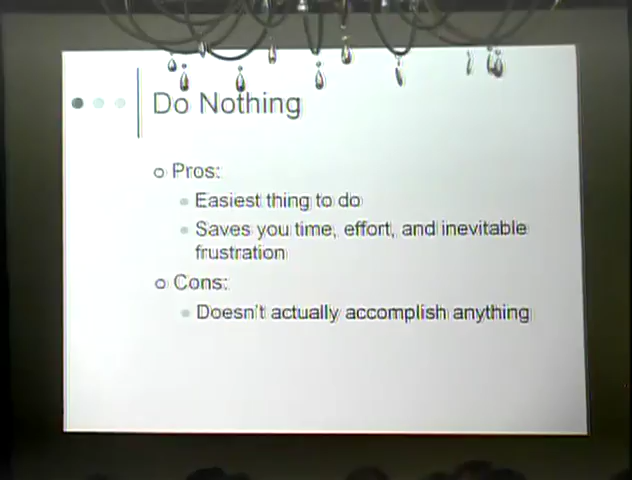 Do Nothing
Pros:
Easiest thing to do
Saves you time, effort, and inevitable
frustration
Cons:
Doesn't actually accomplish anything